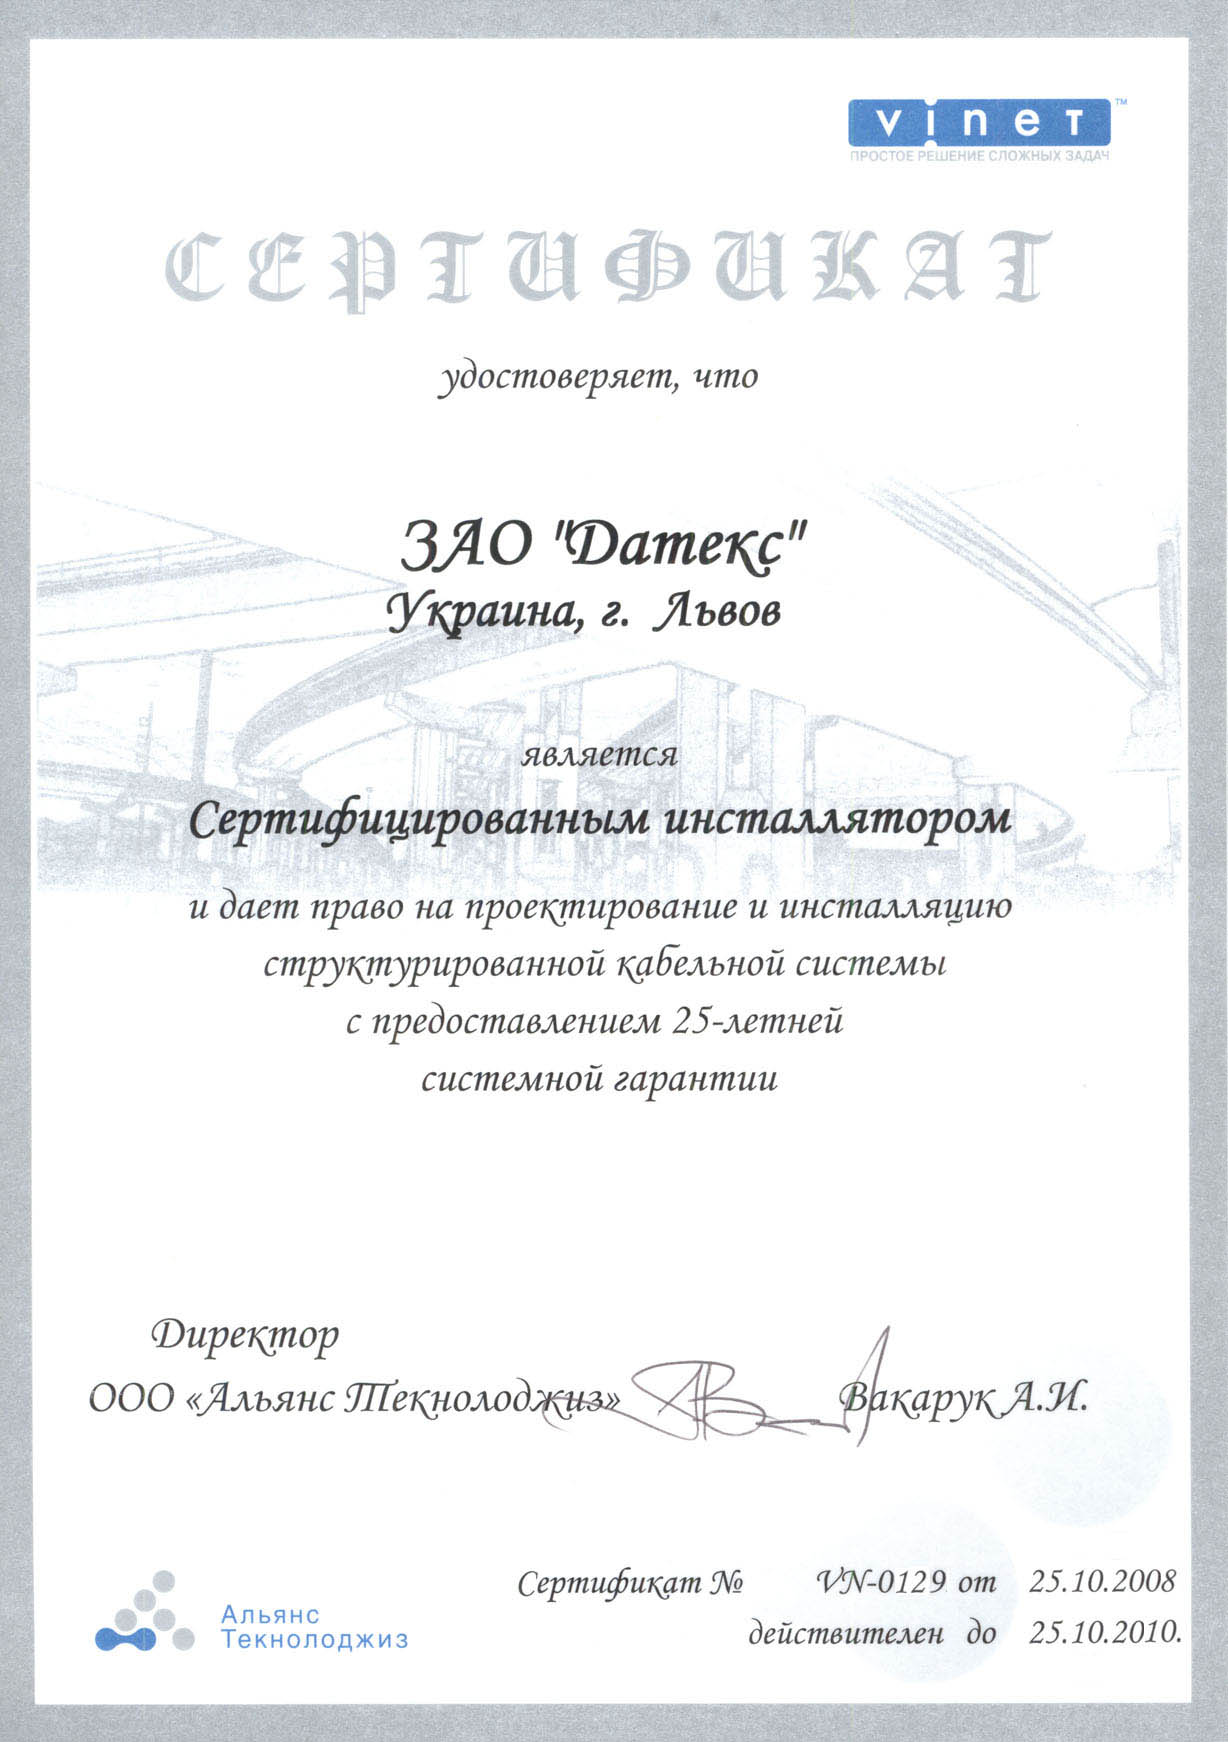 vinet™
ПРОСТОЕ РЕШЕНИЕ СЛОЖНЫХ ЗАДАЧ
СЕРТИФИКАТ
удостоверяет, что
ЗАО "Датекс"
Украина, г. Львов
является
Сертифицированным инсталлятором
и дает право на проектирование и инсталляцию
структурированной кабельной системы
с предоставлением 25-летней
системной гарантии
Директор
ООО «Альянс Текнолоджиз» Вакарук А.И.
Сертификат № VN-0129 от 25.10.2008
действителен до 25.10.2010.
Альянс
Текнолоджиз